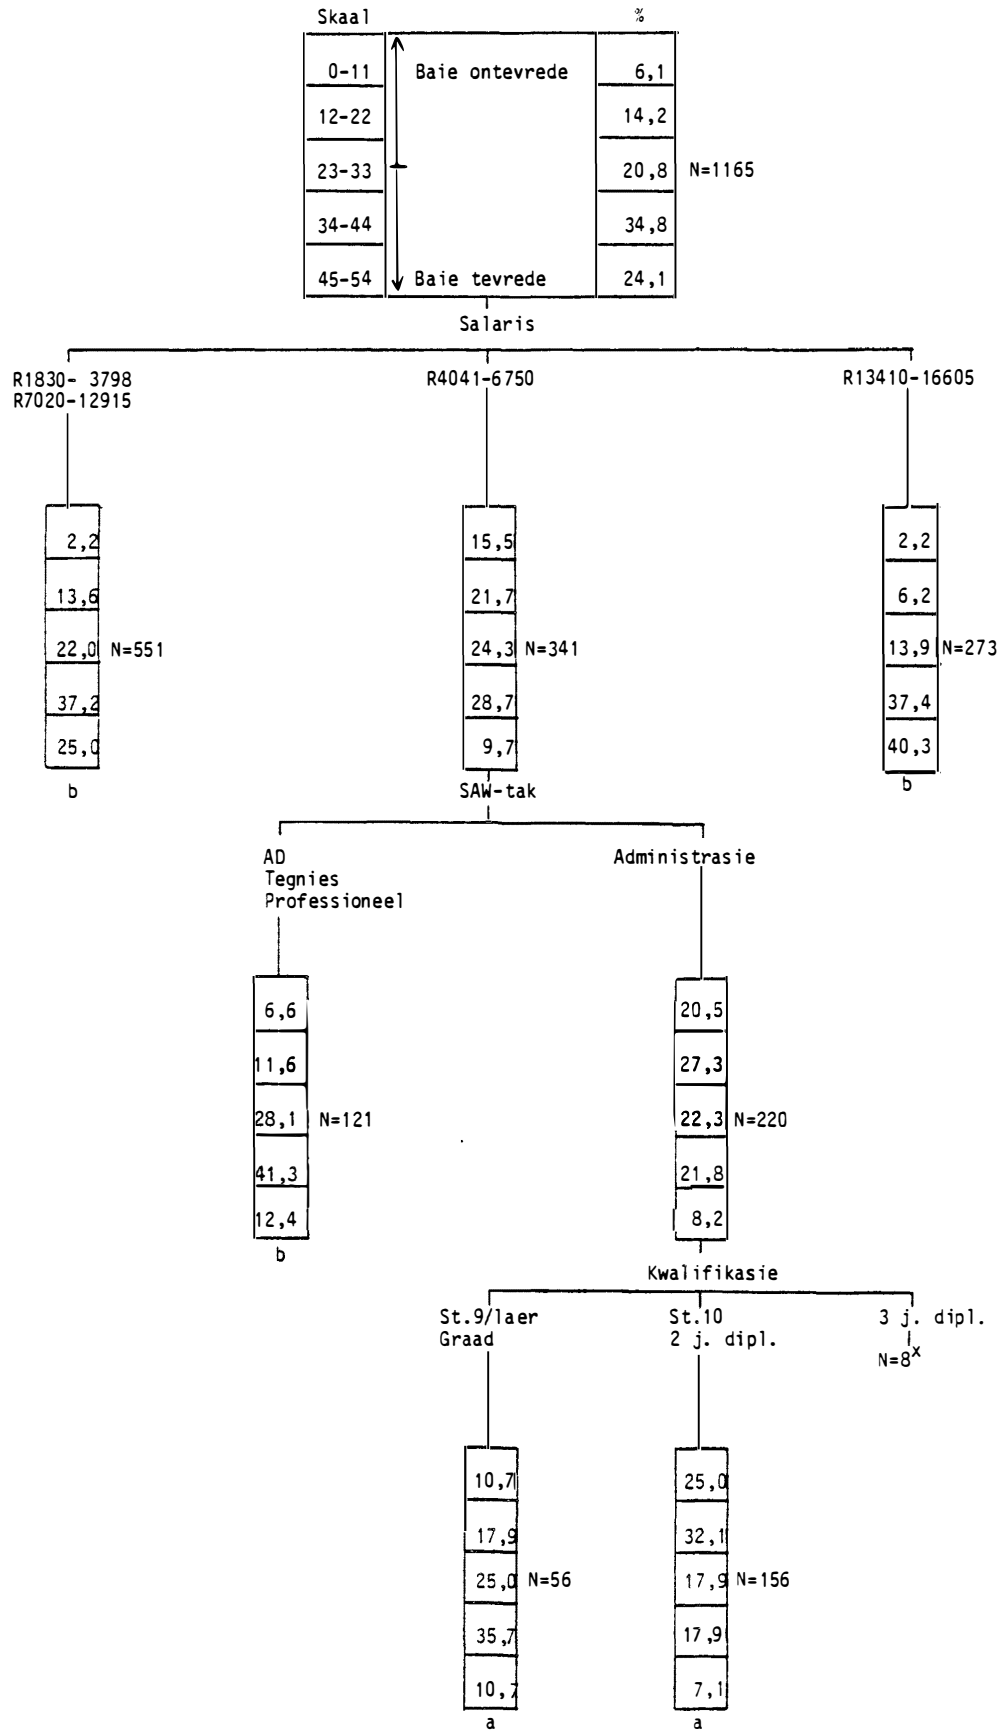 Skaal %
0-11 Baie ontevrede 6,1
12-22 14,2
23-33 20,8 N=1165
34-44 34,8
45-54 Baie tevrede 24,1
Salaris
R1830- 3798 R4041-6750 R13410-16605
R7020-12915
2,2 15,5 2,2
13,6 21,7 6,2
22,0 N=551 24,3 N=341 13,9 N=273
37,2 28,7 37,4
25,0 9,7 40,3
b b
SAW-tak
AD Administrasie
Tegnies
Professioneel
6,6 20,5
11,6 27,3
28,1 N=121 22,3 N=220
41,3 21,8
12,4 8,2
b
Kwalifikasie
St.9/laer St.10 3 j. dipl.
Graad 2 j. dipl.
N=8x
10,7 25,0
17,9 32,1
25,0 N=56 17,9 N=156
35,7 17,9
10,7 7,1
a a